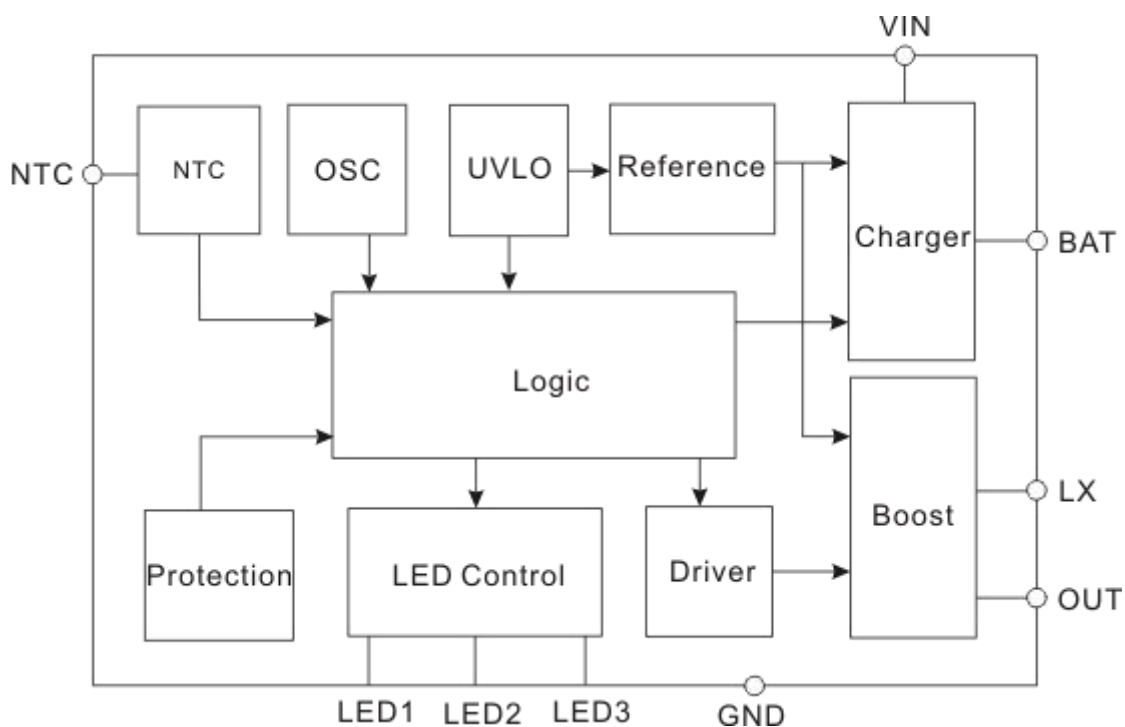 VIN
NTC
NTC
OSC
UVLO
Reference
Charger
BAT
Logic
LX
Boost
Protection
LED Control
Driver
OUT
LED1
LED2
LED3
GND